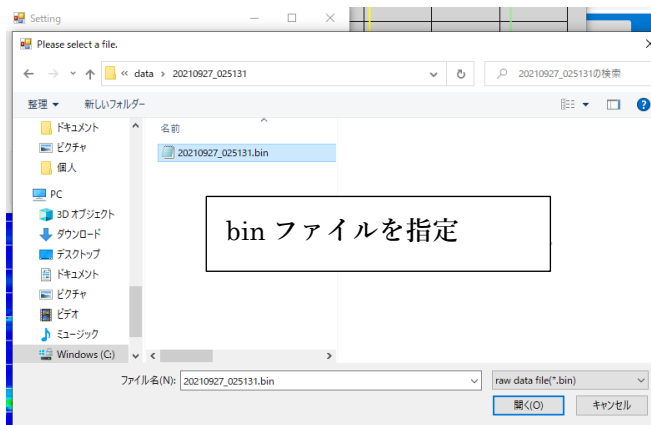 Setting
Please select a file.
« data › 20210927_025131
20210927_025131の検索
整理
新しいフォルダー
ドキュメント
ピクチャ
個人
PC
3D オブジェクト
ダウンロード
デスクトップ
ドキュメント
ピクチャ
ビデオ
ミュージック
Windows (C:)
名前
20210927_025131.bin
bin ファイルを指定
ファイル名(N): 20210927_025131.bin
raw data file(*.bin)
開く(O)
キャンセル